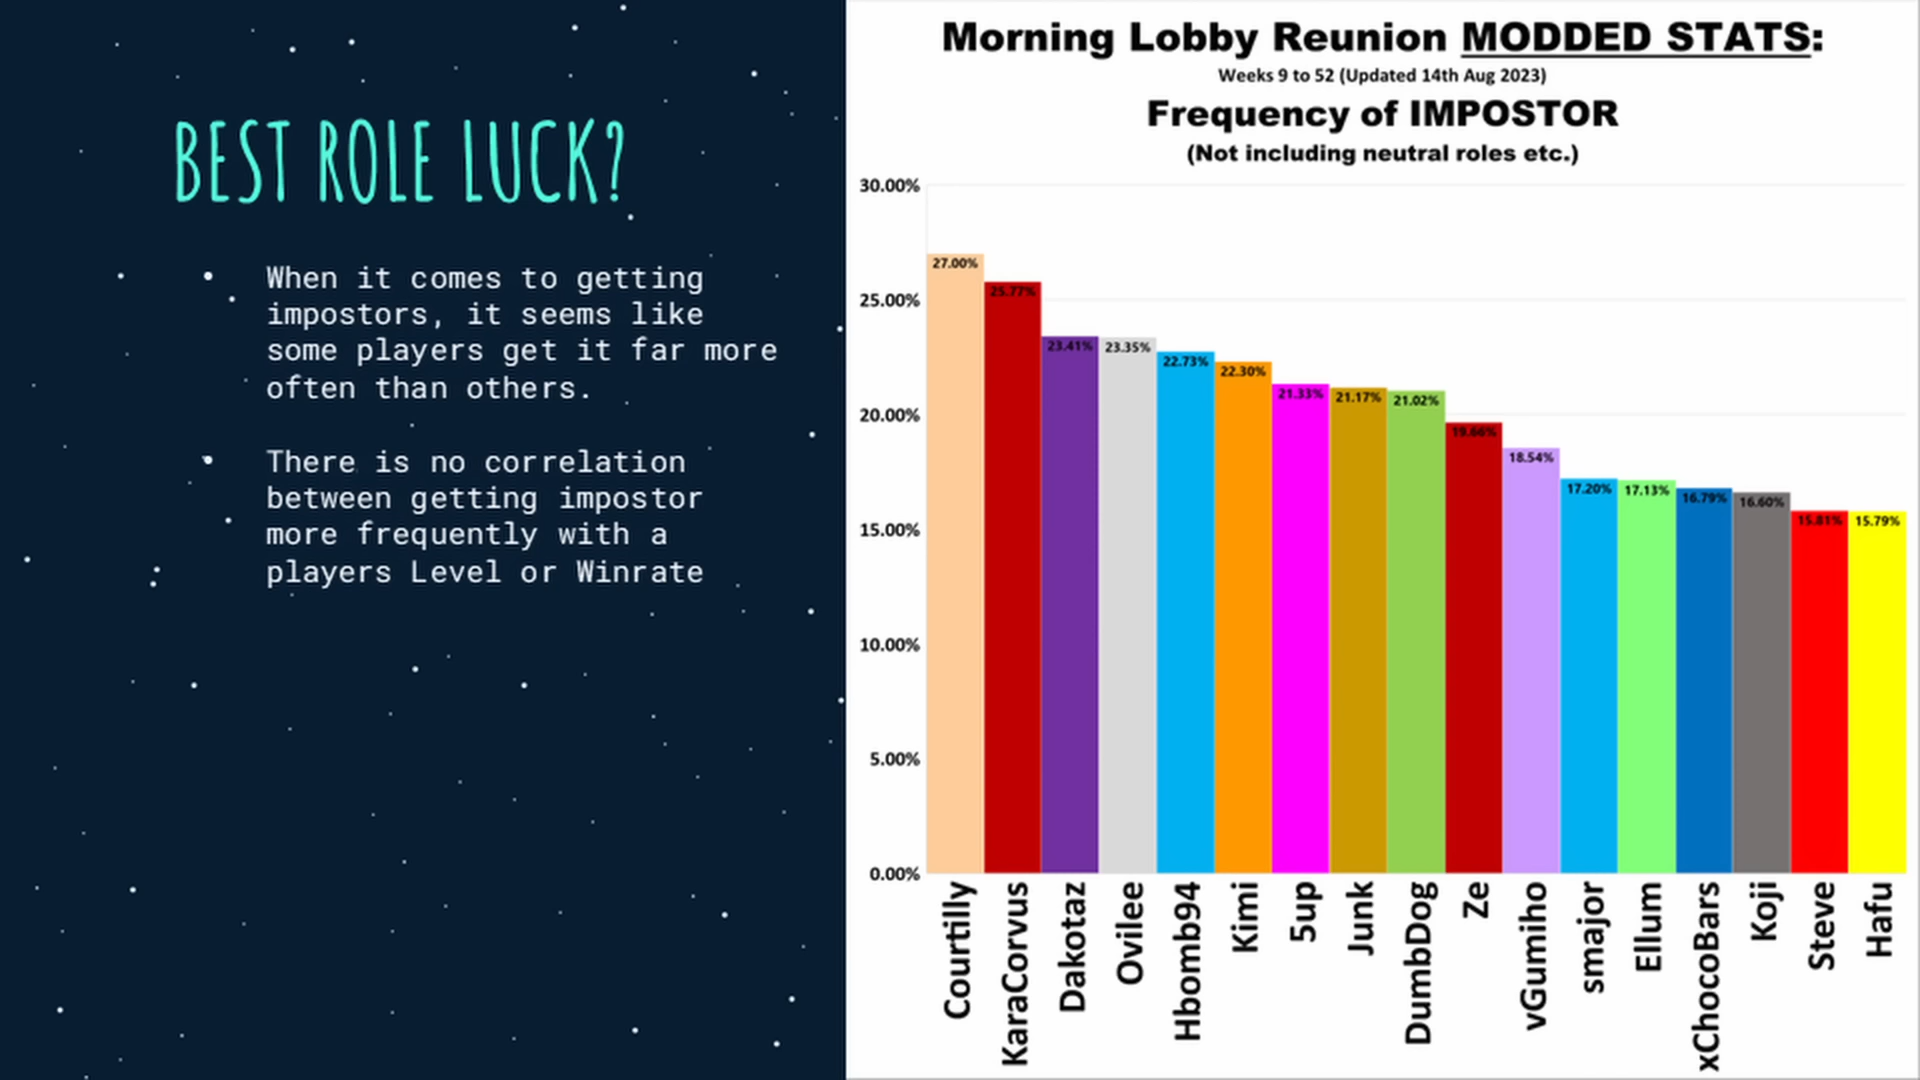 BEST ROLE LUCK?
• When it comes to getting
impostors, it seems like
some players get it far more
often than others.
• There is no correlation
between getting impostor
more frequently with a
players Level or Winrate
Morning Lobby Reunion MODDED STATS:
Weeks 9 to 52 (Updated 14th Aug 2023)
Frequency of IMPOSTOR
(Not including neutral roles etc.)
30.00%
25.00%
20.00%
15.00%
10.00%
5.00%
0.00%
27.00%
25.77%
23.41%
23.35%
22.73%
22.30%
21.33%
21.17%
21.02%
19.66%
18.54%
17.20%
17.13%
16.79%
16.60%
15.81%
15.79%
Courtilly
KaraCorvus
Dakotaz
Ovilee
Hbomb94
Kimi
5up
Junk
DumbDog
Ze
vGumiho
smajor
Ellum
xChocoBars
Koji
Steve
Hafu